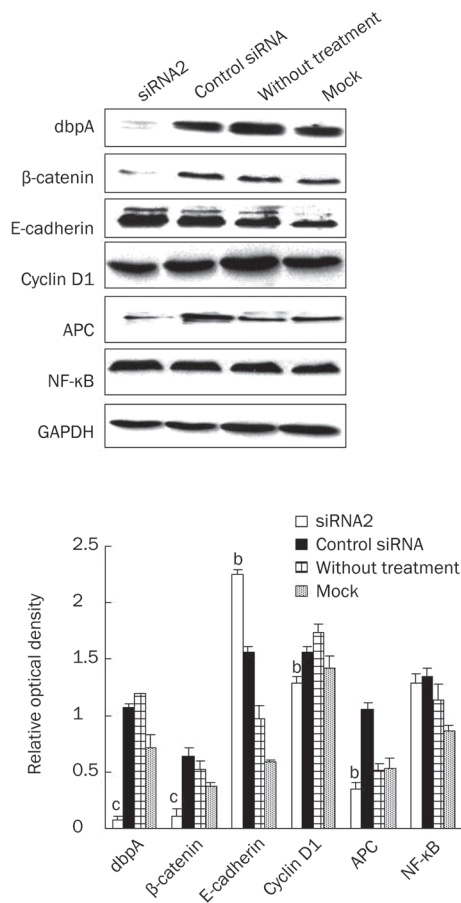 siRNA2
Control siRNA
Without treatment
Mock
dbpA
β-catenin
E-cadherin
Cyclin D1
APC
NF-κB
GAPDH
siRNA2
Control siRNA
Without treatment
Mock
Relative optical density
2.5
2
1.5
1
0.5
0
c
c
b
b
b
dbpA
β-catenin
E-cadherin
Cyclin D1
APC
NF-κB